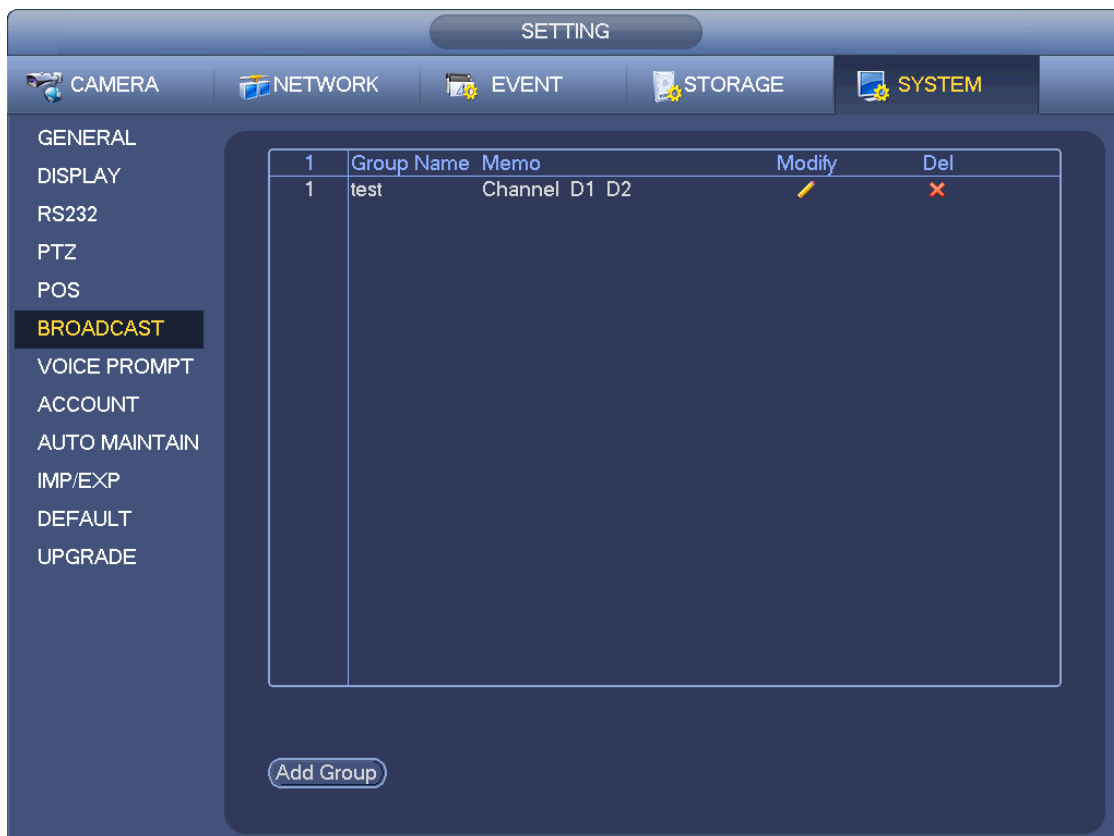 SETTING
CAMERA NETWORK EVENT STORAGE SYSTEM
GENERAL
DISPLAY
RS232
PTZ
POS
BROADCAST
VOICE PROMPT
ACCOUNT
AUTO MAINTAIN
IMP/EXP
DEFAULT
UPGRADE
1 Group Name Memo Modify Del
1 test Channel D1 D2
Add Group